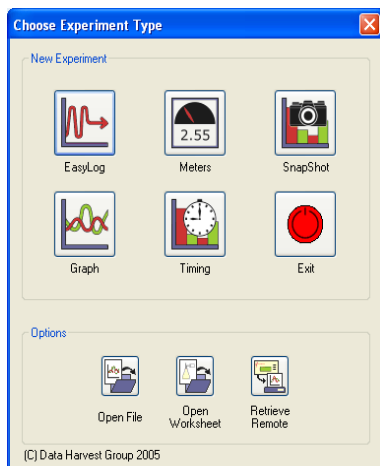 Choose Experiment Type
New Experiment
2.55
EasyLog
Meters
SnapShot
Graph
Timing
Exit
Options
Open File
Open
Worksheet
Retrieve
Remote
(C) Data Harvest Group 2005